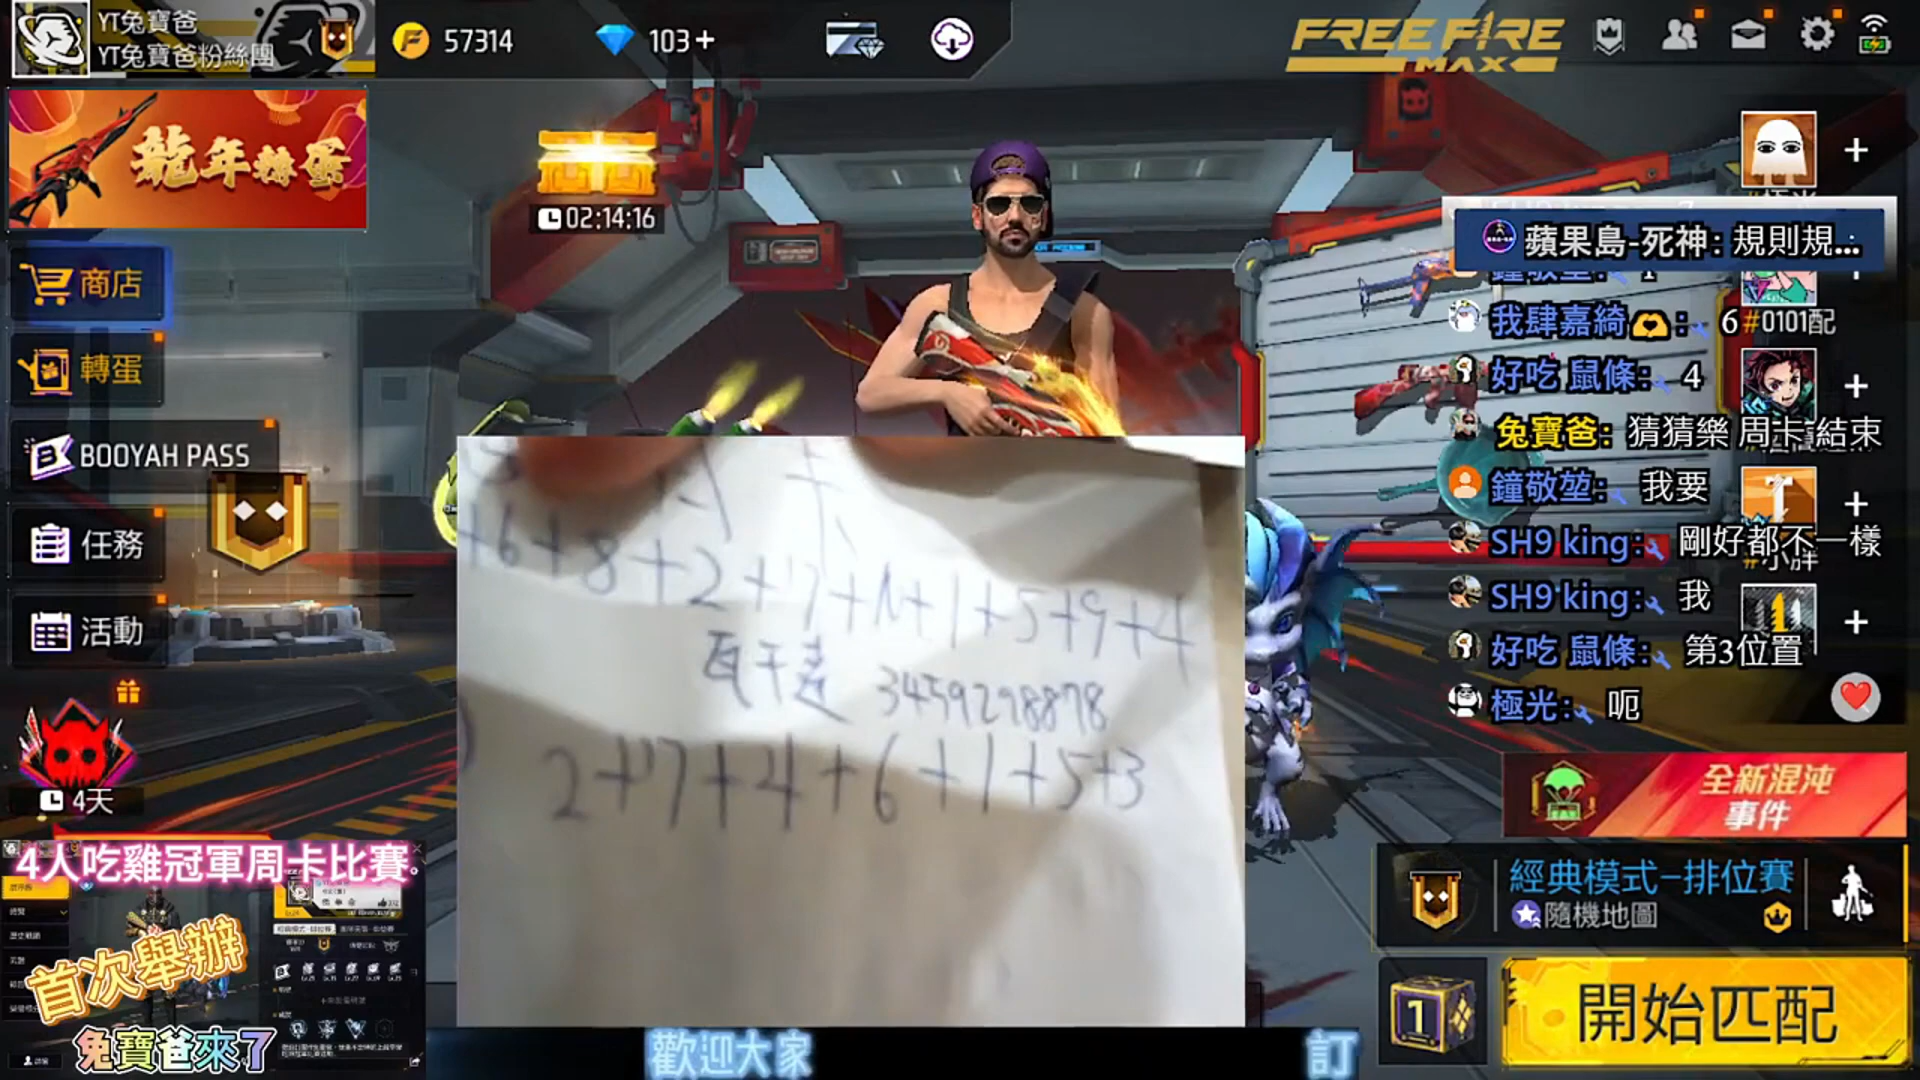 YT兔寶爸
YT兔寶爸粉絲團
57314
103+
FREE FIRE
MAX
龍年轉蛋
02:14:16
商店
轉蛋
BOOYAH PASS
任務
活動
4天
4人吃雞冠軍周卡比賽
首次舉辦
兔寶爸來了
+6+8+2+17+1+1+5+9+4
3459298878
2+17+4+6+1+5+3
歡迎大家
訂
蘋果島-死神: 規則規...
我肆嘉綺: 6
#0101配
好吃 鼠條: 4
兔寶爸: 猜猜樂 周卡 結束
鐘敬堃: 我要
SH9 king: 剛好都不一樣
SH9 king: 我
好吃 鼠條: 第3位置
極光: 呃
全新混沌
事件
經典模式-排位賽
隨機地圖
1
開始匹配